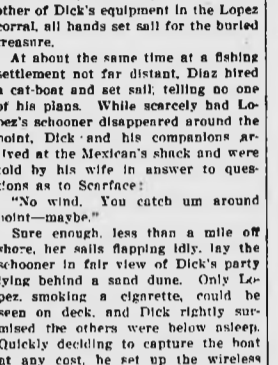 other of Dick's equipment in the Lopez
corral, all hands set sail for the buried
treasure.
At about the same time at a fishing
settlement not far distant, Diaz hired
a cat-boat and set sail; telling no one
of his plans. While scarcely had Lo-
pez's schooner disappeared around the
point, Dick and his companions ar-
rived at the Mexican's shack and were
told by his wife in answer to ques-
tions as to Scarface:
"No wind. You catch um around
point—maybe."
Sure enough, less than a mile off
shore, her sails flapping idly, lay the
schooner in fair view of Dick's party
lying behind a sand dune. Only Lo-
pez, smoking a cigarette, could be
seen on deck, and Dick rightly sur-
mised the others were below asleep.
Quickly deciding to capture the boat
at any cost, he set up the wireless